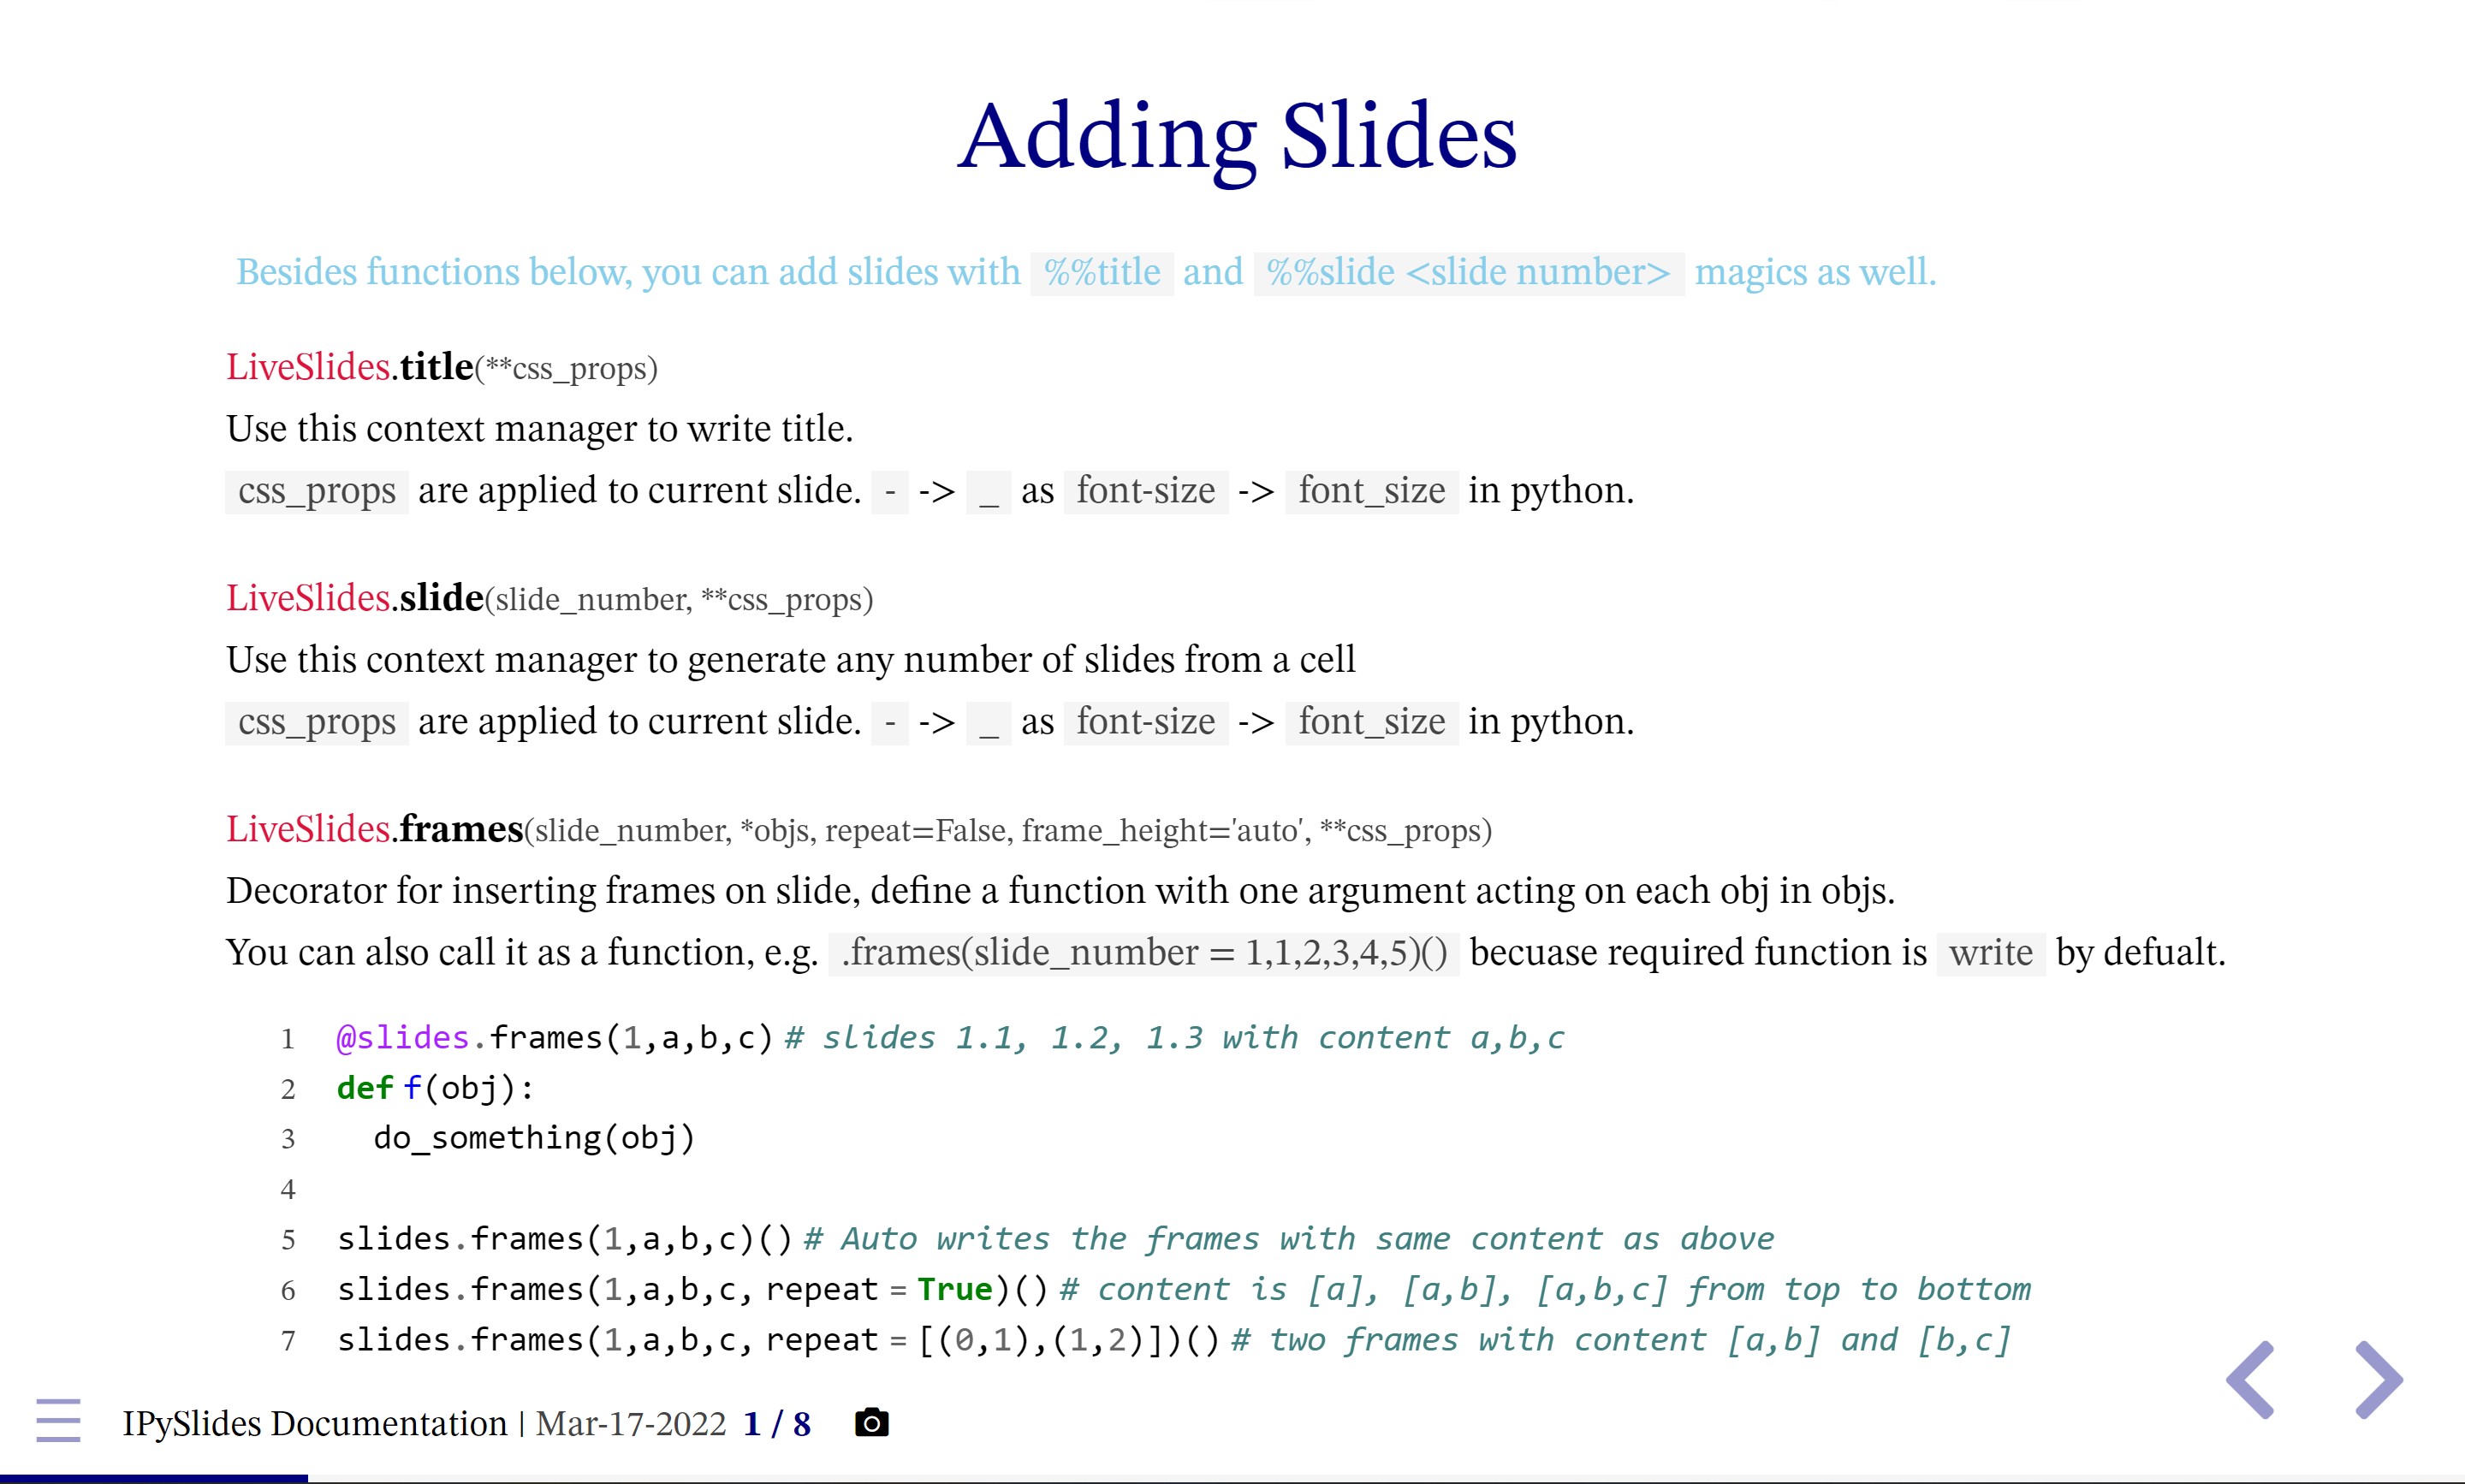 Adding Slides
Besides functions below, you can add slides with %%title and %%slide <slide number> magics as well.
LiveSlides.title(**css_props)
Use this context manager to write title.
css_props are applied to current slide. - -> _ as font-size -> font_size in python.
LiveSlides.slide(slide_number, **css_props)
Use this context manager to generate any number of slides from a cell
css_props are applied to current slide. - -> _ as font-size -> font_size in python.
LiveSlides.frames(slide_number, *objs, repeat=False, frame_height='auto', **css_props)
Decorator for inserting frames on slide, define a function with one argument acting on each obj in objs.
You can also call it as a function, e.g. .frames(slide_number = 1,1,2,3,4,5)() becuase required function is write by defualt.
1 @slides.frames(1,a,b,c) # slides 1.1, 1.2, 1.3 with content a,b,c
2 def f(obj):
3 do_something(obj)
4
5 slides.frames(1,a,b,c)() # Auto writes the frames with same content as above
6 slides.frames(1,a,b,c, repeat = True)() # content is [a], [a,b], [a,b,c] from top to bottom
7 slides.frames(1,a,b,c, repeat = [(0,1),(1,2)])() # two frames with content [a,b] and [b,c]
IPySlides Documentation | Mar-17-2022 1 / 8